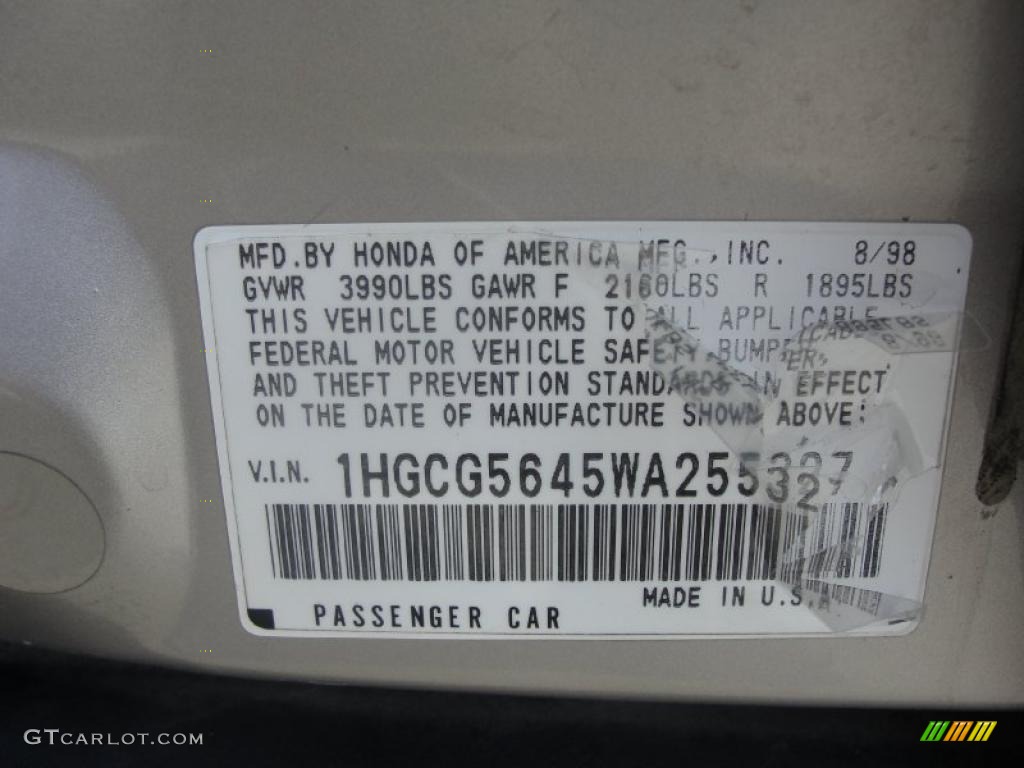 MFD.BY HONDA OF AMERICA MFG., INC. 8/98
GVWR 3990LBS GAWR F 2160LBS R 1895LBS
THIS VEHICLE CONFORMS TO ALL APPLICABLE
FEDERAL MOTOR VEHICLE SAFETY, BUMPER,
AND THEFT PREVENTION STANDARDS IN EFFECT
ON THE DATE OF MANUFACTURE SHOWN ABOVE:
V.I.N. 1HGCG5645WA255327
MADE IN U.S.A
PASSENGER CAR
GTCARLOT.COM